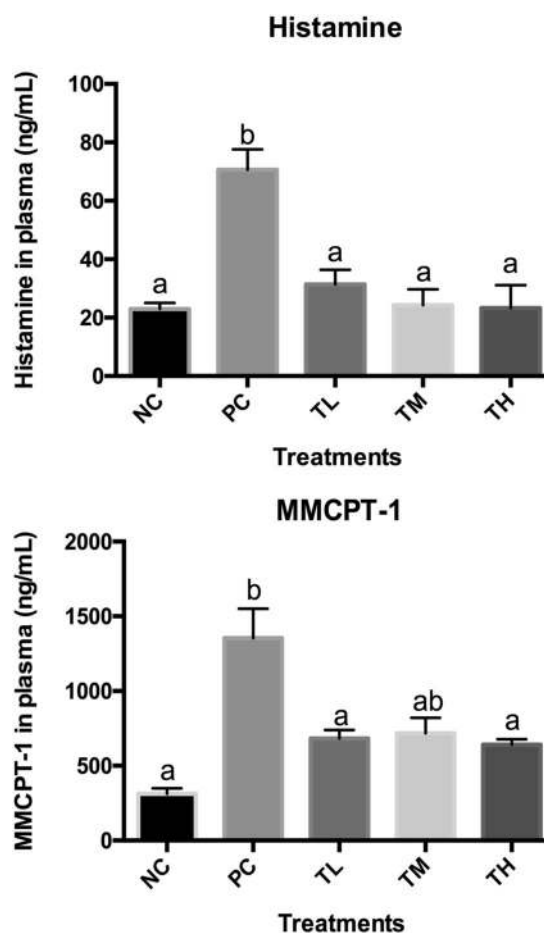 Histamine
Histamine in plasma (ng/mL)
100
80
60
40
20
0
a
b
a
a
a
NC
PC
TL
TM
TH
Treatments
MMCPT-1
MMCPT-1 in plasma (ng/mL)
2000
1500
1000
500
0
a
b
a
ab
a
NC
PC
TL
TM
TH
Treatments